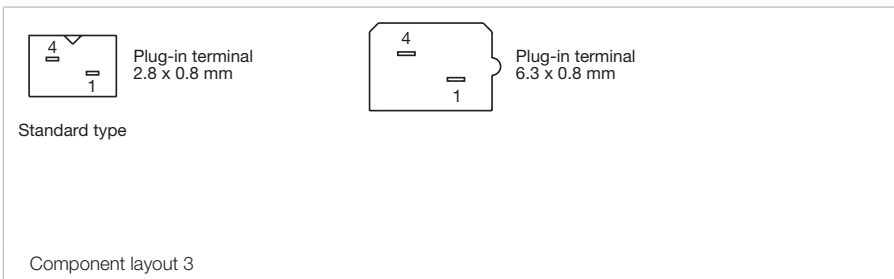 4
1
Plug-in terminal
2.8 x 0.8 mm
Standard type
4
1
Plug-in terminal
6.3 x 0.8 mm
Component layout 3